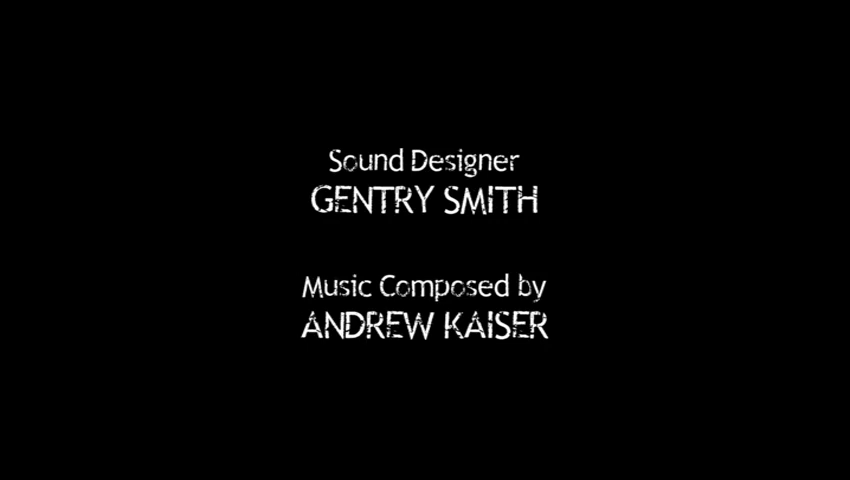 Sound Designer
GENTRY SMITH
Music Composed by
ANDREW KAISER